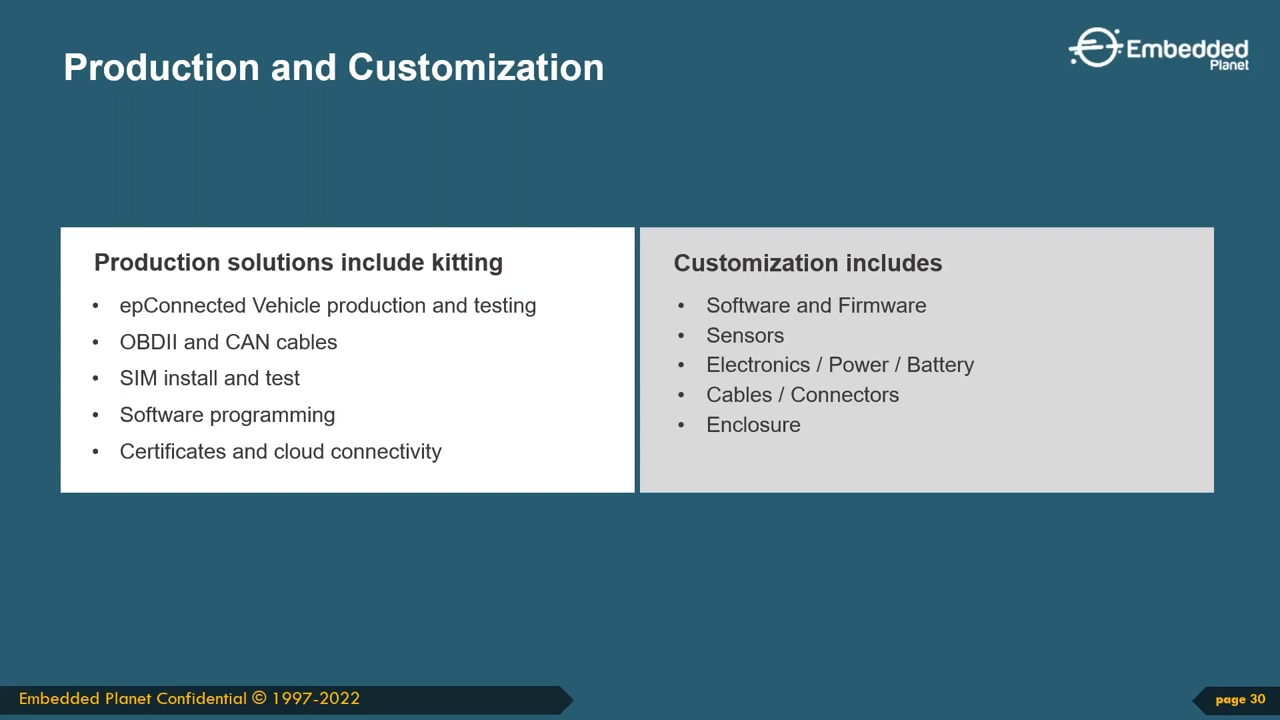 Production and Customization
Embedded
Planet
Production solutions include kitting
• epConnected Vehicle production and testing
• OBDII and CAN cables
• SIM install and test
• Software programming
• Certificates and cloud connectivity
Customization includes
• Software and Firmware
• Sensors
• Electronics / Power / Battery
• Cables / Connectors
• Enclosure
Embedded Planet Confidential © 1997-2022
page 30